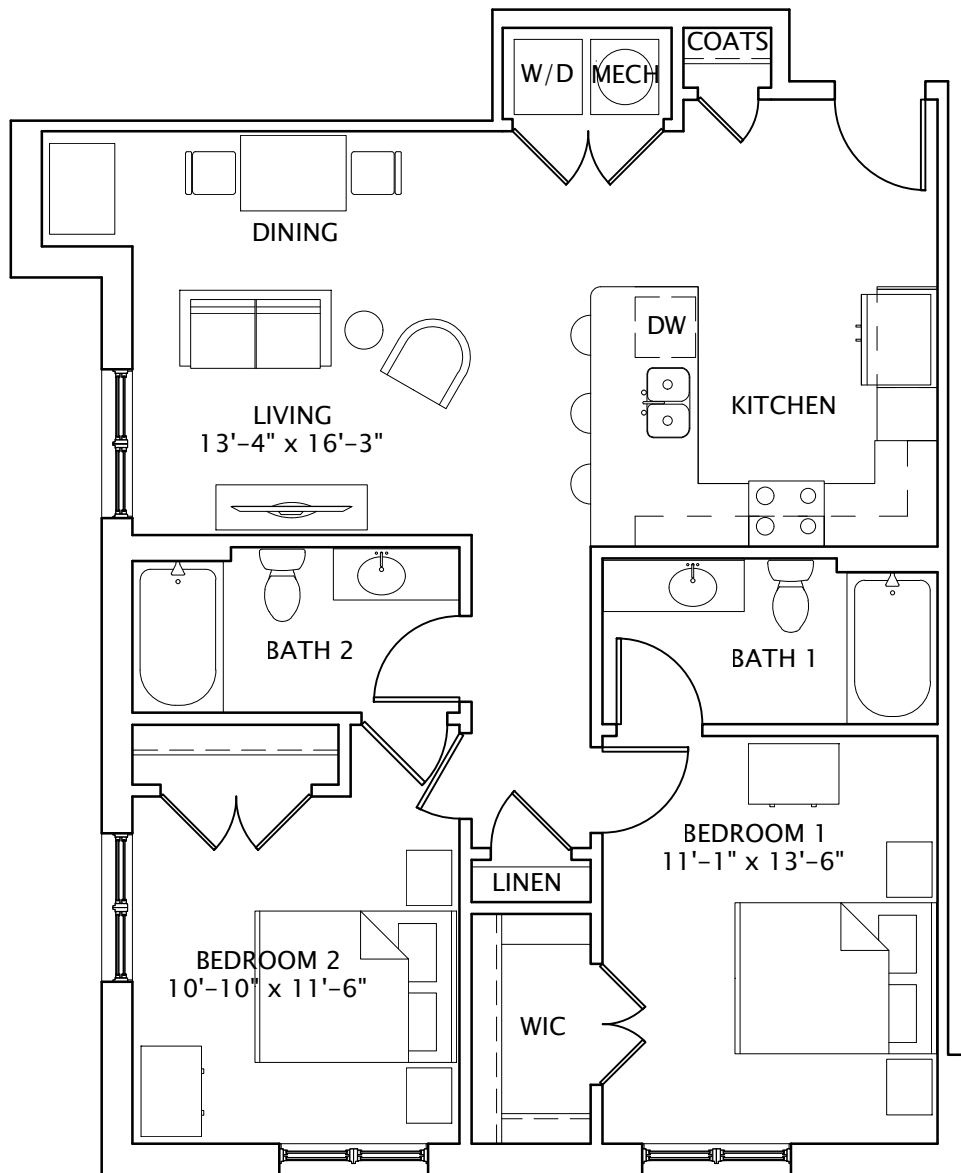 COATS
W/D
MECH
DINING
DW
LIVING
13'-4" x 16'-3"
KITCHEN
BATH 2
BATH 1
BEDROOM 1
11'-1" x 13'-6"
LINEN
BEDROOM 2
10'-10" x 11'-6"
WIC